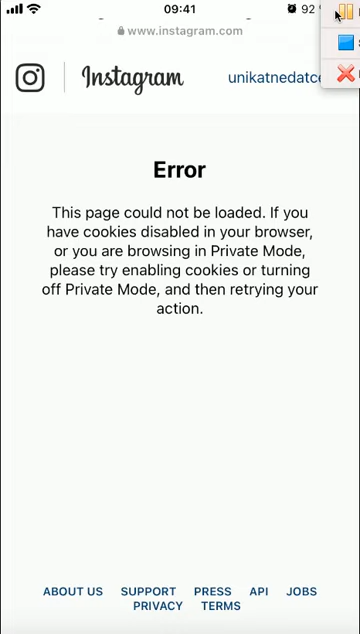 09:41
92
www.instagram.com
Instagram
unikatnedatce
Error
This page could not be loaded. If you
have cookies disabled in your browser,
or you are browsing in Private Mode,
please try enabling cookies or turning
off Private Mode, and then retrying your
action.
ABOUT US SUPPORT PRESS API JOBS
PRIVACY TERMS